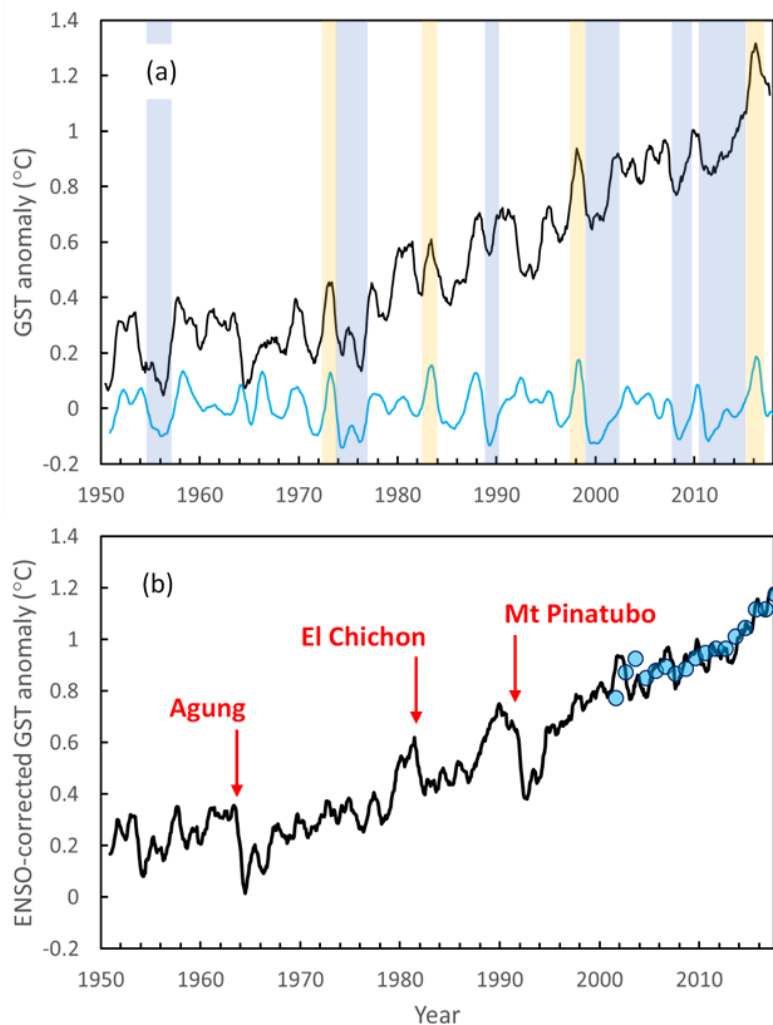 1.4
(a)
1.2
1
0.8
0.6
0.4
0.2
0
-0.2
GST anomaly (°C)
1950 1960 1970 1980 1990 2000 2010
1.4
(b)
1.2
1
0.8
0.6
0.4
0.2
0
-0.2
ENSO-corrected GST anomaly (°C)
Mt Pinatubo
El Chichon
Agung
1950 1960 1970 1980 1990 2000 2010
Year